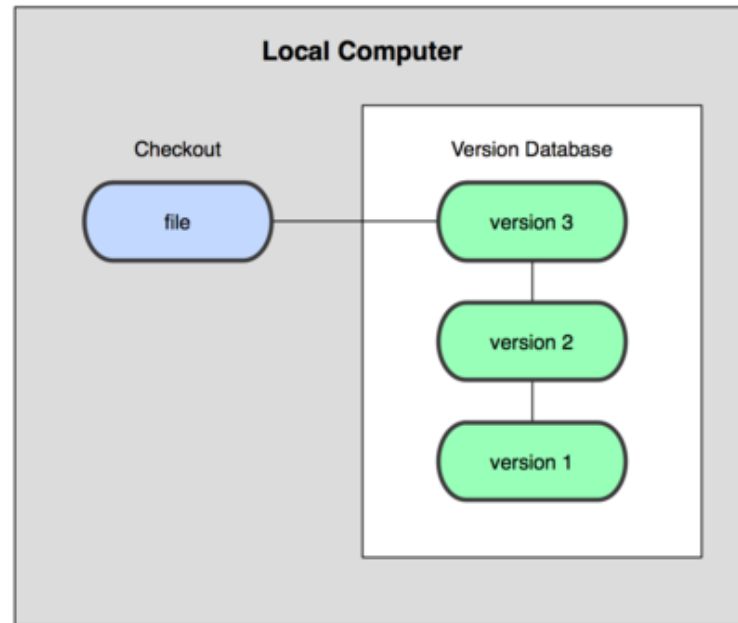 Local Computer
Checkout
Version Database
file
version 3
version 2
version 1